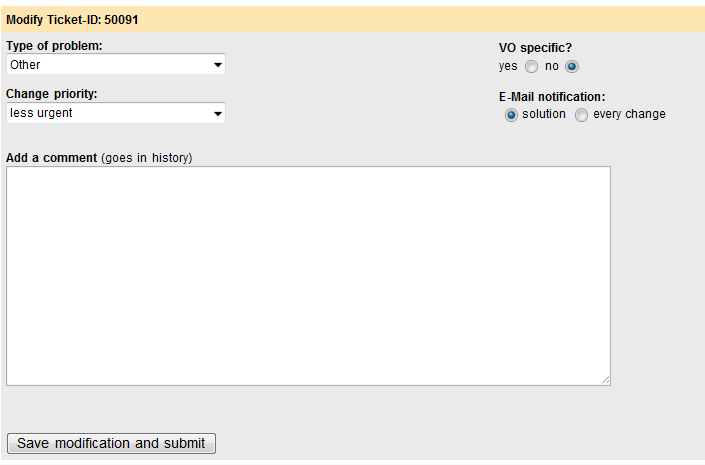 Modify Ticket-ID: 50091
Type of problem:
VO specific?
Other
yes no
Change priority:
E-Mail notification:
less urgent
solution every change
Add a comment (goes in history)
Save modification and submit